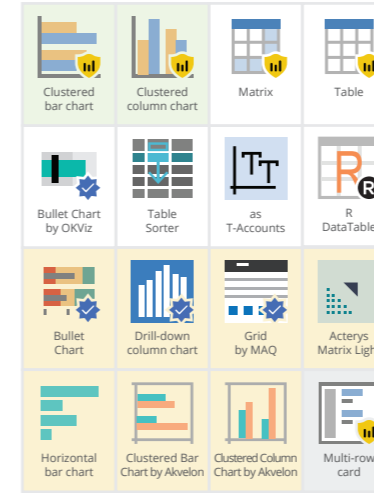 Clustered
bar chart
Clustered
column chart
Matrix
Table
Bullet Chart
by OKViz
Table
Sorter
TT
as
T-Accounts
R
R
R
DataTable
Bullet
Chart
Drill-down
column chart
Grid
by MAQ
Acterys
Matrix Ligh
Horizontal
bar chart
Clustered Bar
Chart by Akvelon
Clustered Column
Chart by Akvelon
Multi-row
card